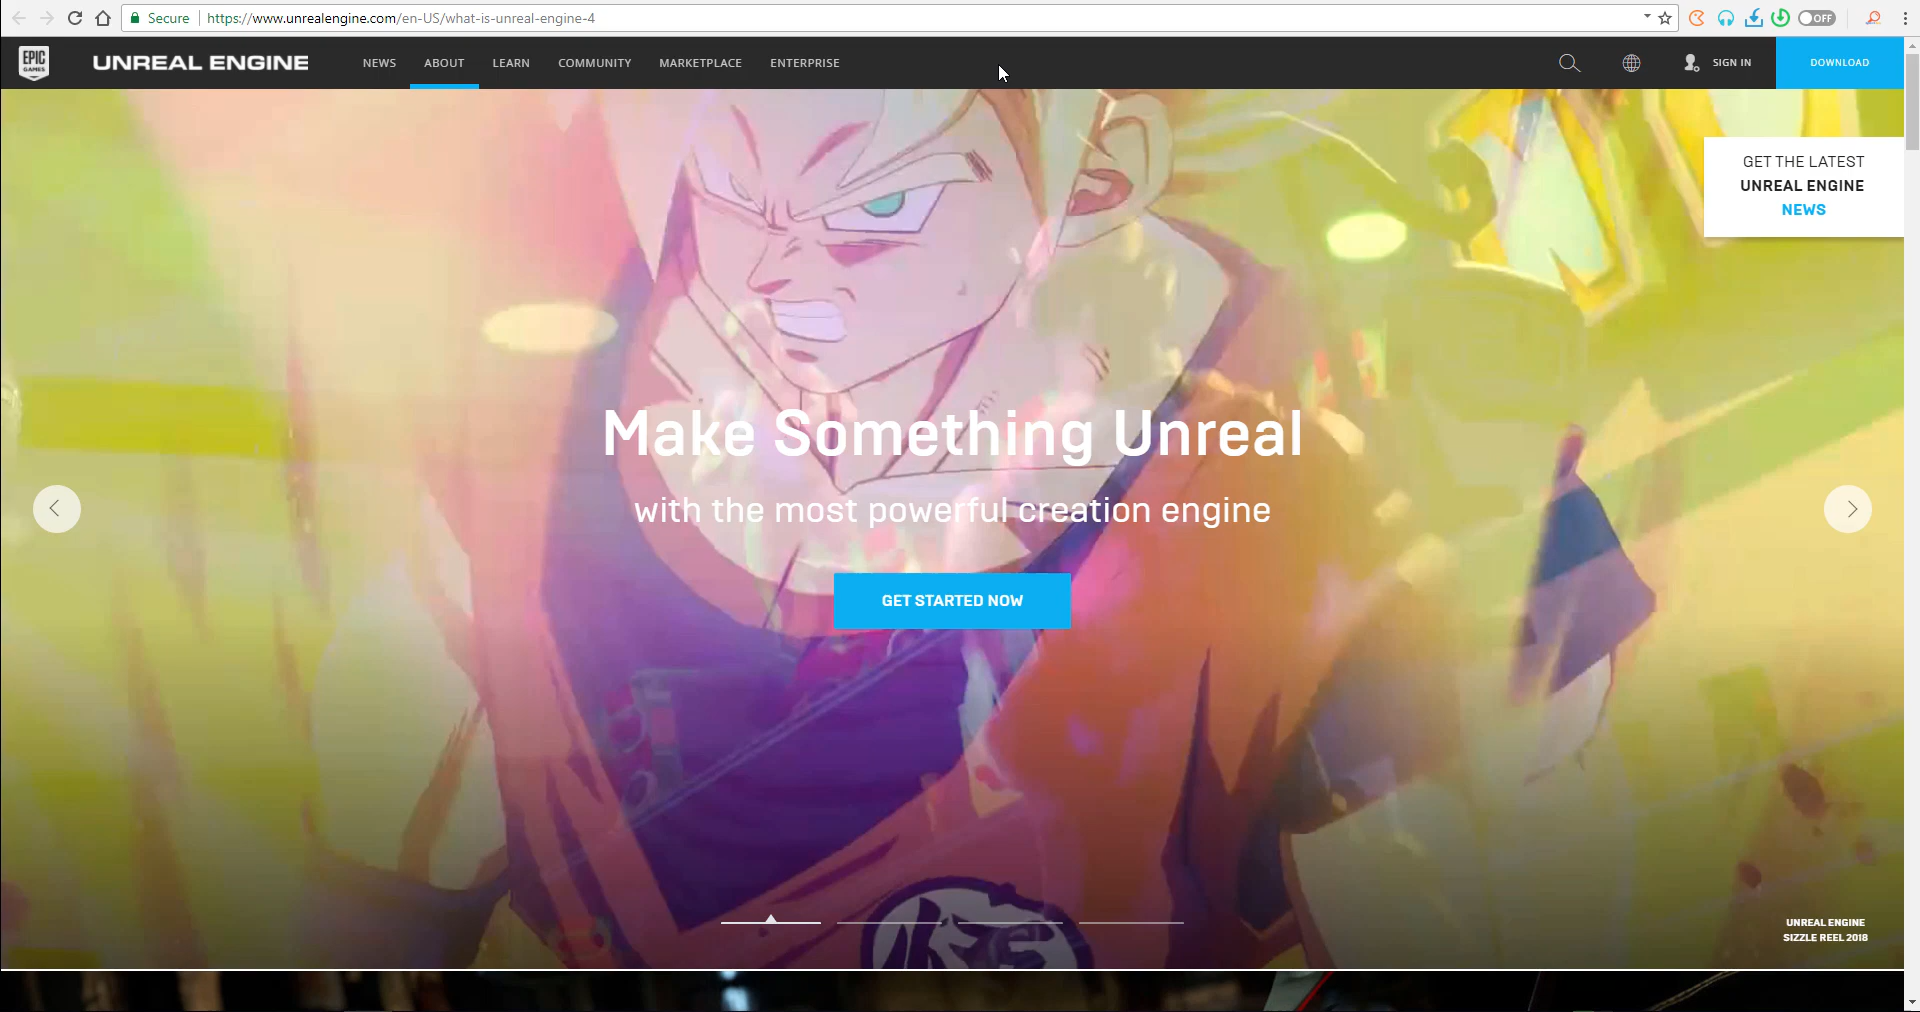 Secure
https://www.unrealengine.com/en-US/what-is-unreal-engine-4
OFF
EPIC
GAMES
UNREAL ENGINE
NEWS
ABOUT
LEARN
COMMUNITY
MARKETPLACE
ENTERPRISE
SIGN IN
DOWNLOAD
GET THE LATEST
UNREAL ENGINE
NEWS
Make Something Unreal
with the most powerful creation engine
GET STARTED NOW
UNREAL ENGINE
SIZZLE REEL 2018